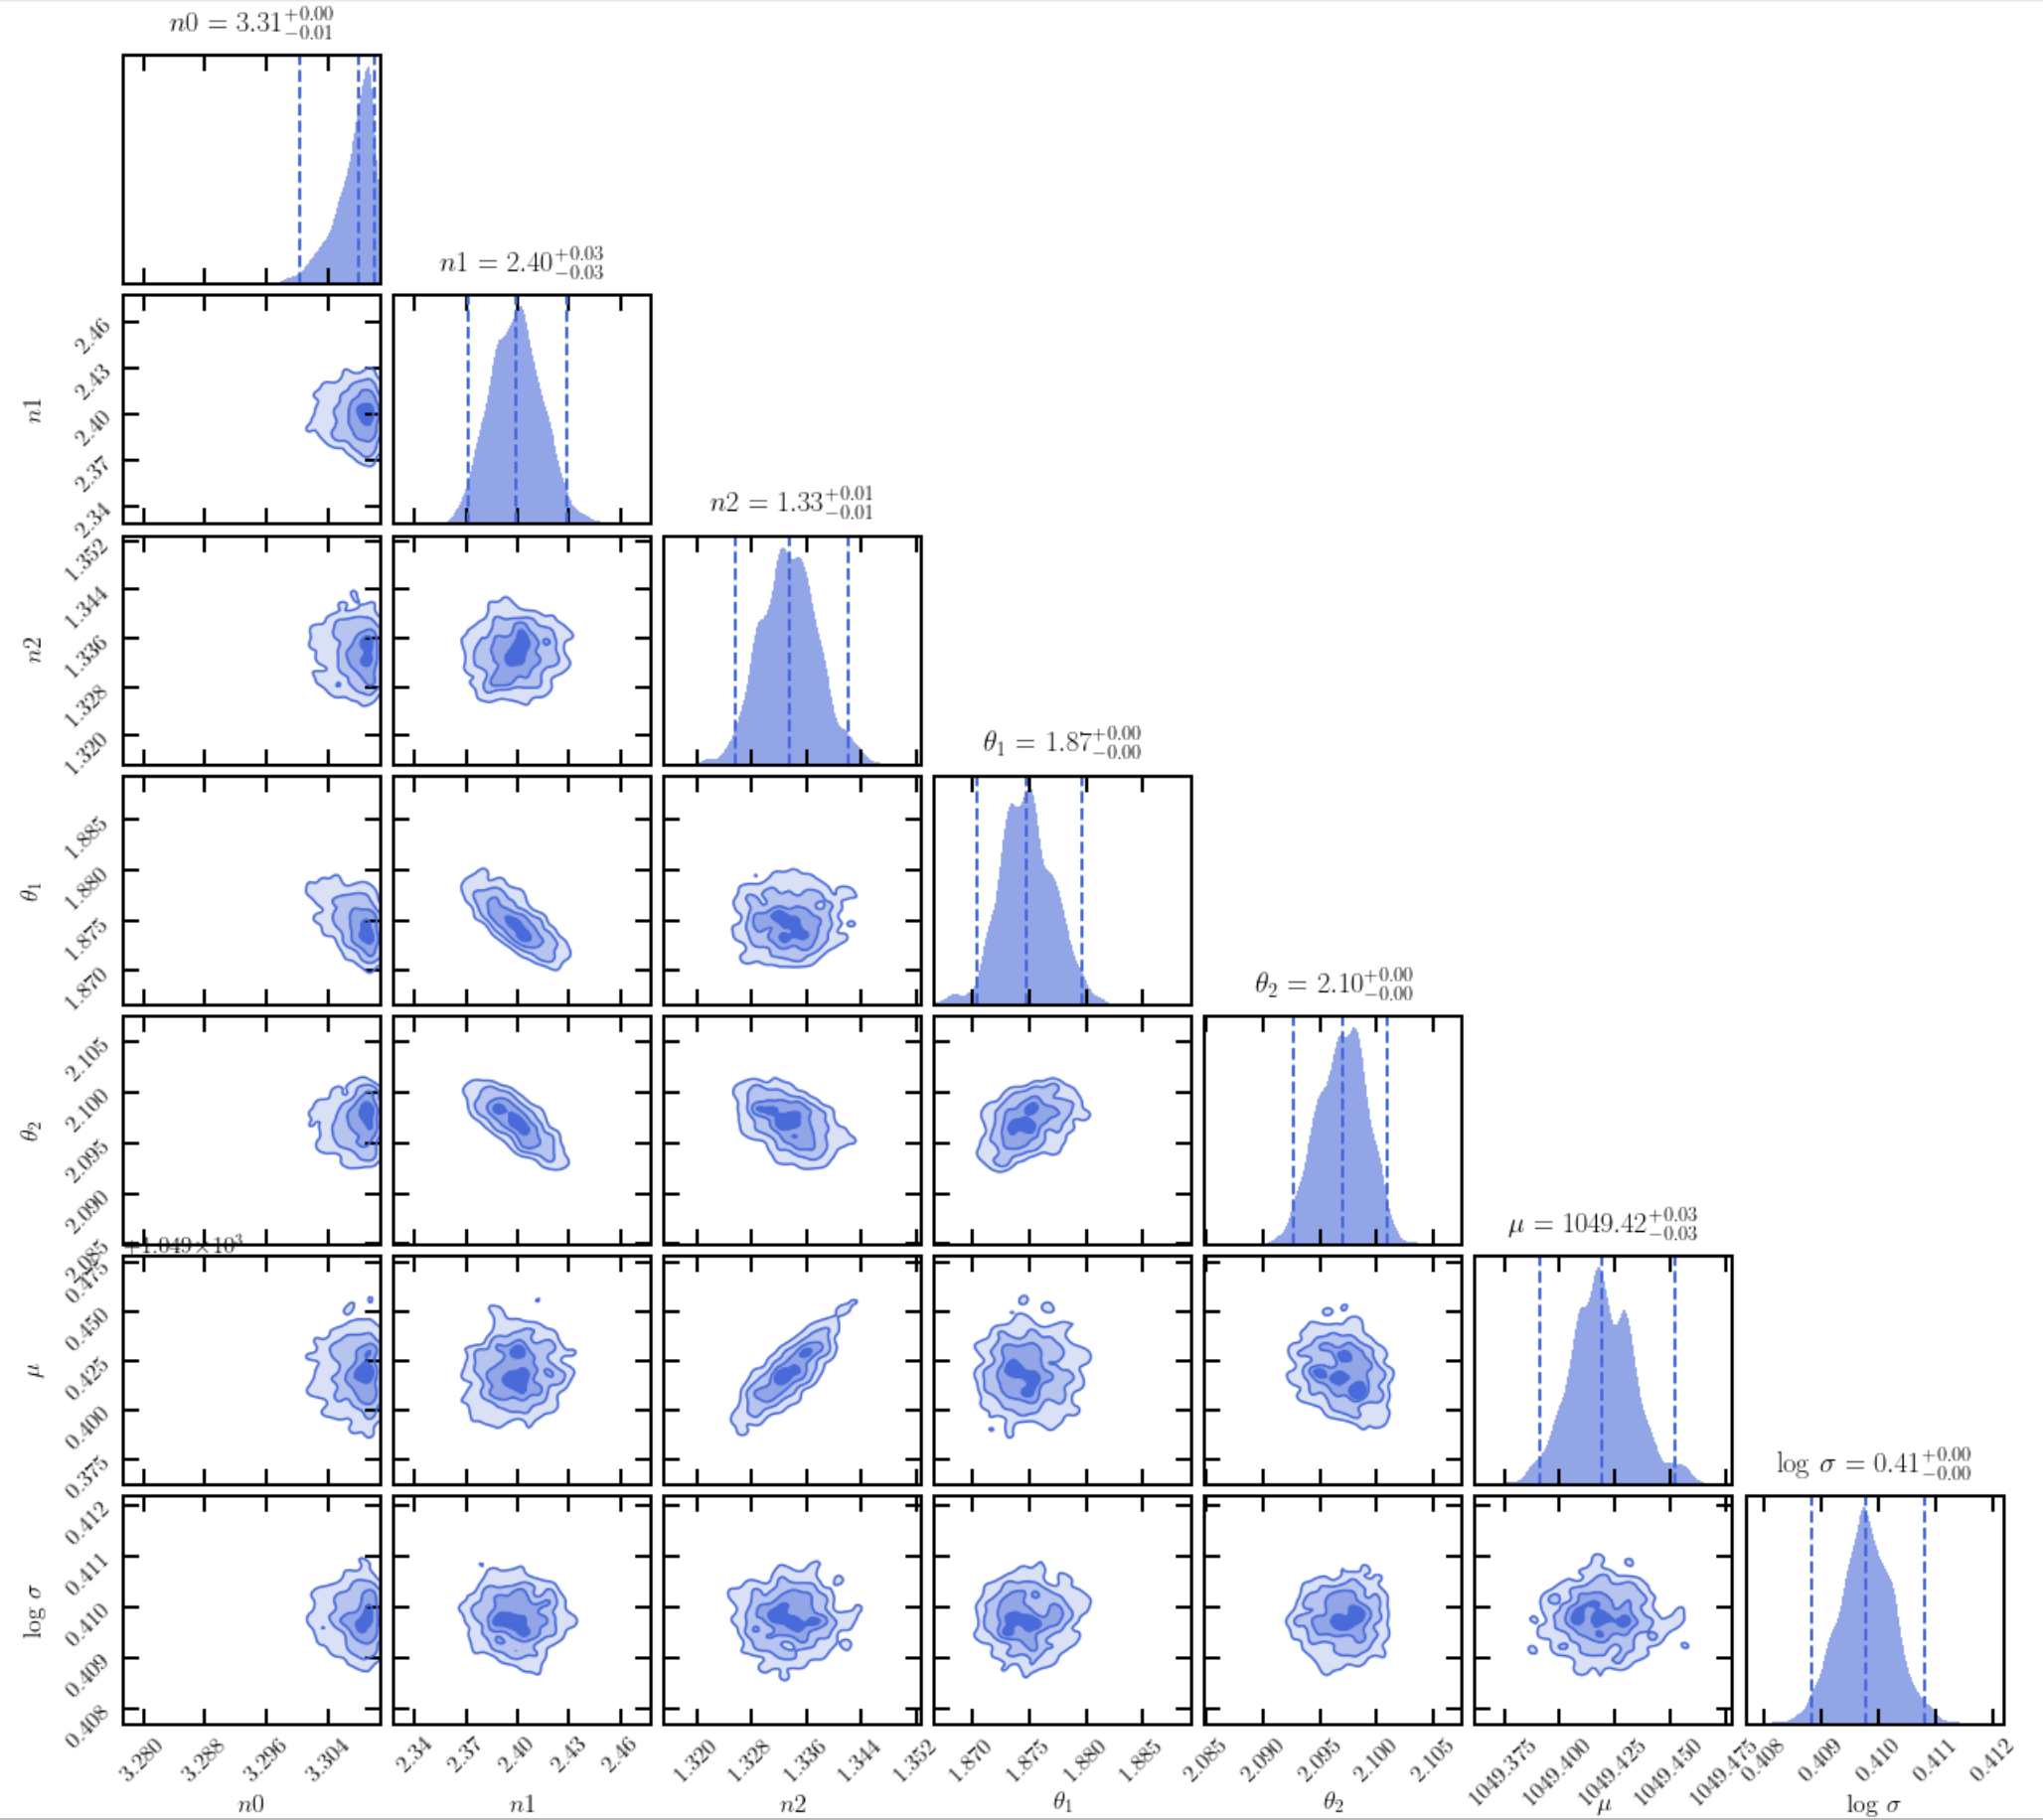 n0 = 3.31^{+0.00}_{-0.01}
n1 = 2.40^{+0.03}_{-0.03}
2.46
2.43
2.40
2.37
2.34
n1
n2 = 1.33^{+0.01}_{-0.01}
1.352
1.344
1.336
1.328
1.320
n2
θ₁ = 1.87^{+0.00}_{-0.00}
1.885
1.880
1.875
1.870
θ₁
θ₂ = 2.10^{+0.00}_{-0.00}
2.105
2.100
2.095
2.090
2.085
θ₂
μ = 1049.42^{+0.03}_{-0.03}
+1.049×10³
0.475
0.450
0.425
0.400
0.375
μ
log σ = 0.41^{+0.00}_{-0.00}
0.412
0.411
0.410
0.409
0.408
log σ
3.280 3.288 3.296 3.304 2.34 2.37 2.40 2.43 2.46 1.320 1.328 1.336 1.344 1.352 1.870 1.875 1.880 1.885 2.085 2.090 2.095 2.100 2.105 1049.375 1049.400 1049.425 1049.450 1049.475 0.408 0.409 0.410 0.411 0.412
n0 n1 n2 θ₁ θ₂ μ log σ